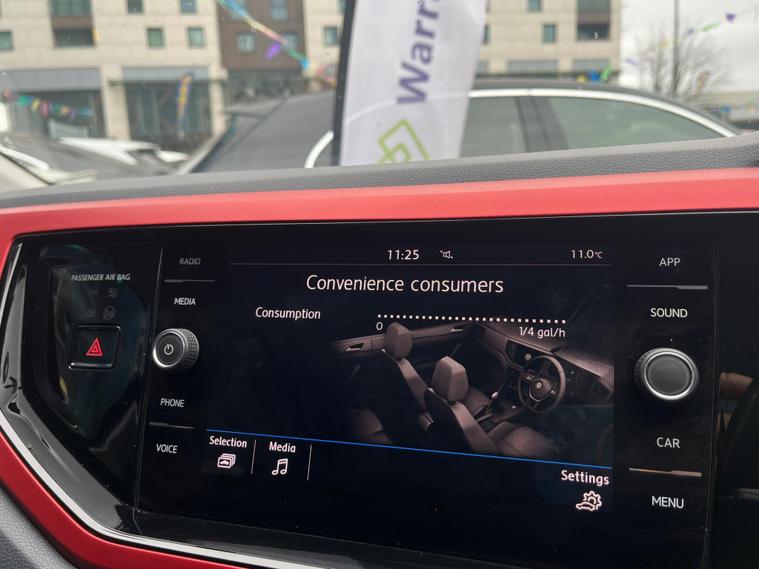 Warr
PASSENGER AIR BAG
RADIO
MEDIA
PHONE
VOICE
11:25
11.0°C
Convenience consumers
Consumption
0
1/4 gal/h
Selection
Media
Settings
APP
SOUND
CAR
MENU